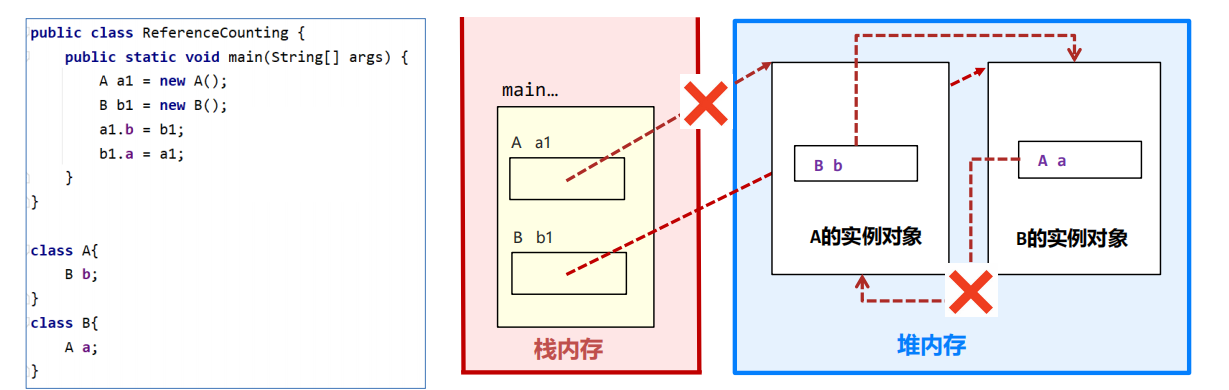 public class ReferenceCounting {
public static void main(String[] args) {
A a1 = new A();
B b1 = new B();
a1.b = b1;
b1.a = a1;
}
}
class A{
B b;
}
class B{
A a;
}
main…
A a1
B b1
栈内存
B b
A的实例对象
A a
B的实例对象
堆内存